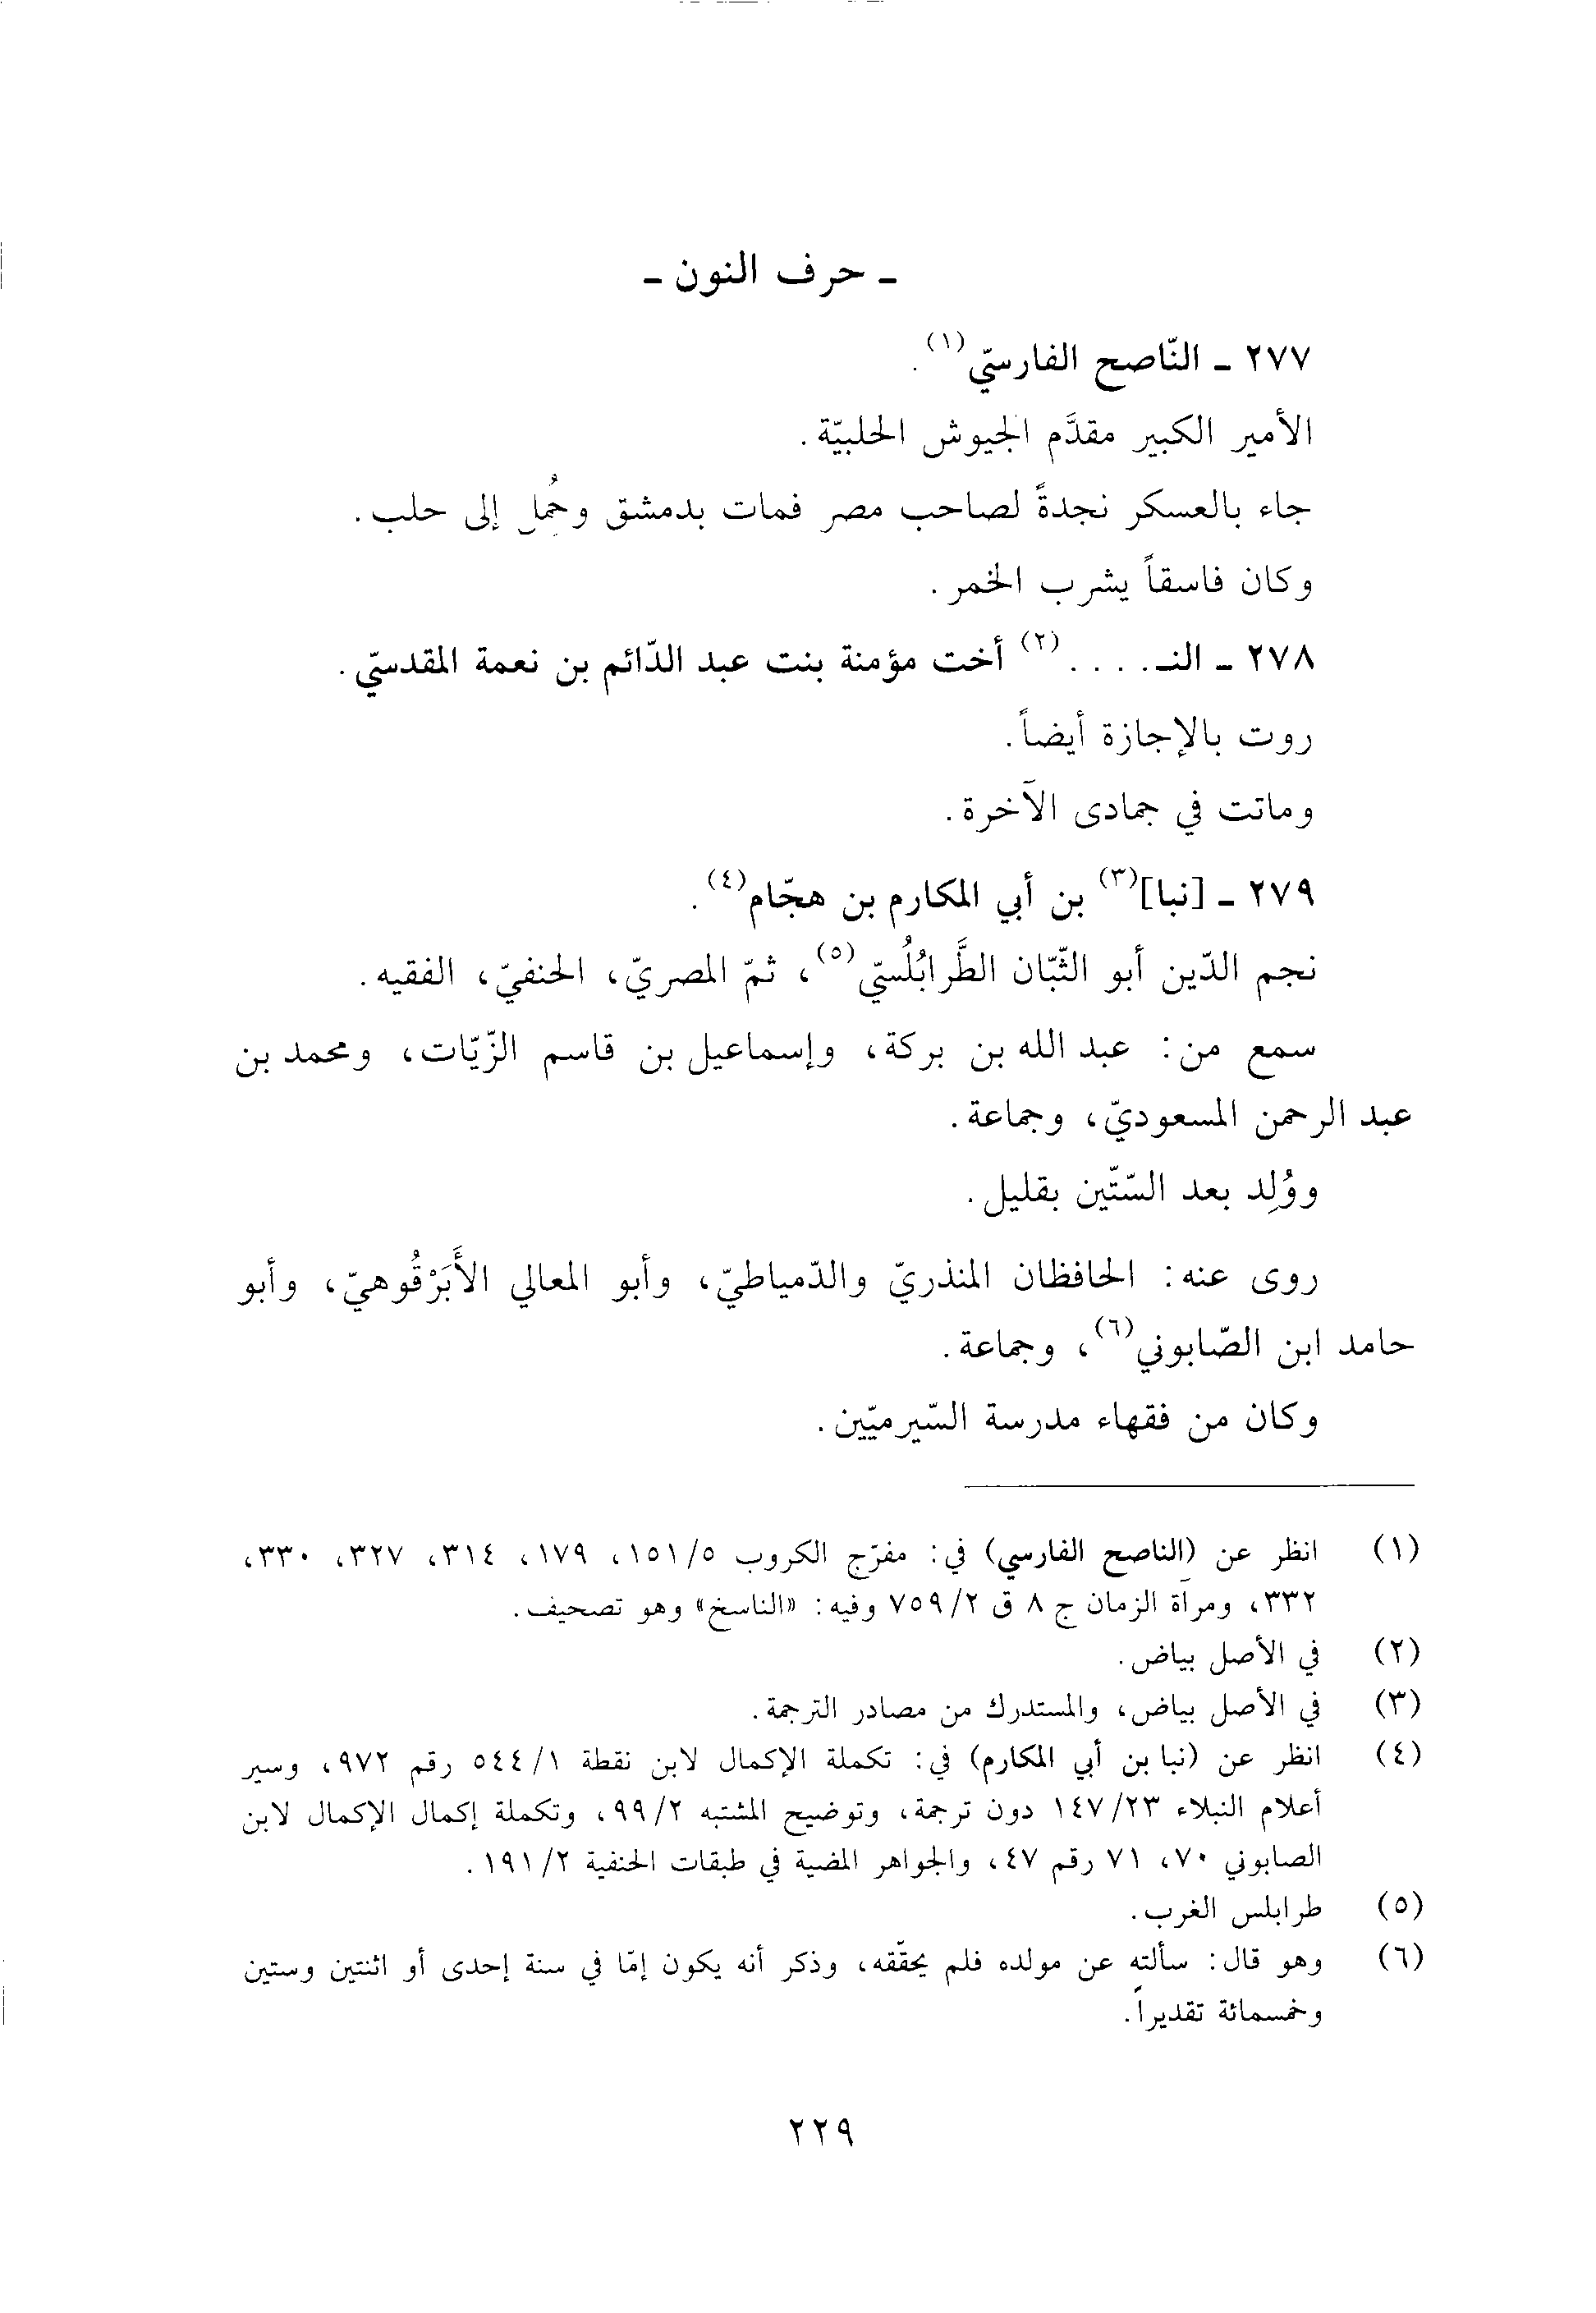 ـ حرف النون ـ
٢٧٧ ـ النّاصح الفارسيّ(١).
الأمير الكبير مقدَّم الجيوش الحلبيّة.
جاء بالعسكر نجدةً لصاحب مصر فمات بدمشق وحُمل إلى حلب.
وكان فاسقاً يشرب الخمر.
٢٧٨ ـ النـ....(٢) أخت مؤمنة بنت عبد الدّائم بن نعمة المقدسيّ.
روت بالإجازة أيضاً.
وماتت في جمادى الآخرة.
٢٧٩ ـ [نبا](٣) بن أبي المكارم بن هجّام(٤).
نجم الدّين أبو الثّبّان الطَّرابُلُسيّ(٥)، ثمّ المصريّ، الحنفيّ، الفقيه.
سمع من: عبد الله بن بركة، وإسماعيل بن قاسم الزّيّات، ومحمد بن
عبد الرحمن المسعوديّ، وجماعة.
ووُلِد بعد السّتّين بقليل.
روى عنه: الحافظان المنذريّ والدّمياطيّ، وأبو المعالي الأَبَرْقُوهيّ، وأبو
حامد ابن الصّابوني(٦)، وجماعة.
وكان من فقهاء مدرسة السّيرميّين.
(١) انظر عن (الناصح الفارسي) في: مفرّج الكروب ١٥١/٥، ١٧٩، ٣١٤، ٣٢٧، ٣٣٠،
٣٣٢، ومرآة الزمان ج ٨ ق ٧٥٩/٢ وفيه: «الناسخ» وهو تصحيف.
(٢) في الأصل بياض.
(٣) في الأصل بياض، والمستدرك من مصادر الترجمة.
(٤) انظر عن (نبا بن أبي المكارم) في: تكملة الإكمال لابن نقطة ٥٤٤/١ رقم ٩٧٢، وسير
أعلام النبلاء ١٤٧/٢٣ دون ترجمة، وتوضيح المشتبه ٩٩/٢، وتكملة إكمال الإكمال لابن
الصابوني ٧٠، ٧١ رقم ٤٧، والجواهر المضية في طبقات الحنفية ١٩١/٢.
(٥) طرابلس الغرب.
(٦) وهو قال: سألته عن مولده فلم يحقّقه، وذكر أنه يكون إمّا في سنة إحدى أو اثنتين وستين
وخمسمائة تقديراً.
٢٢٩